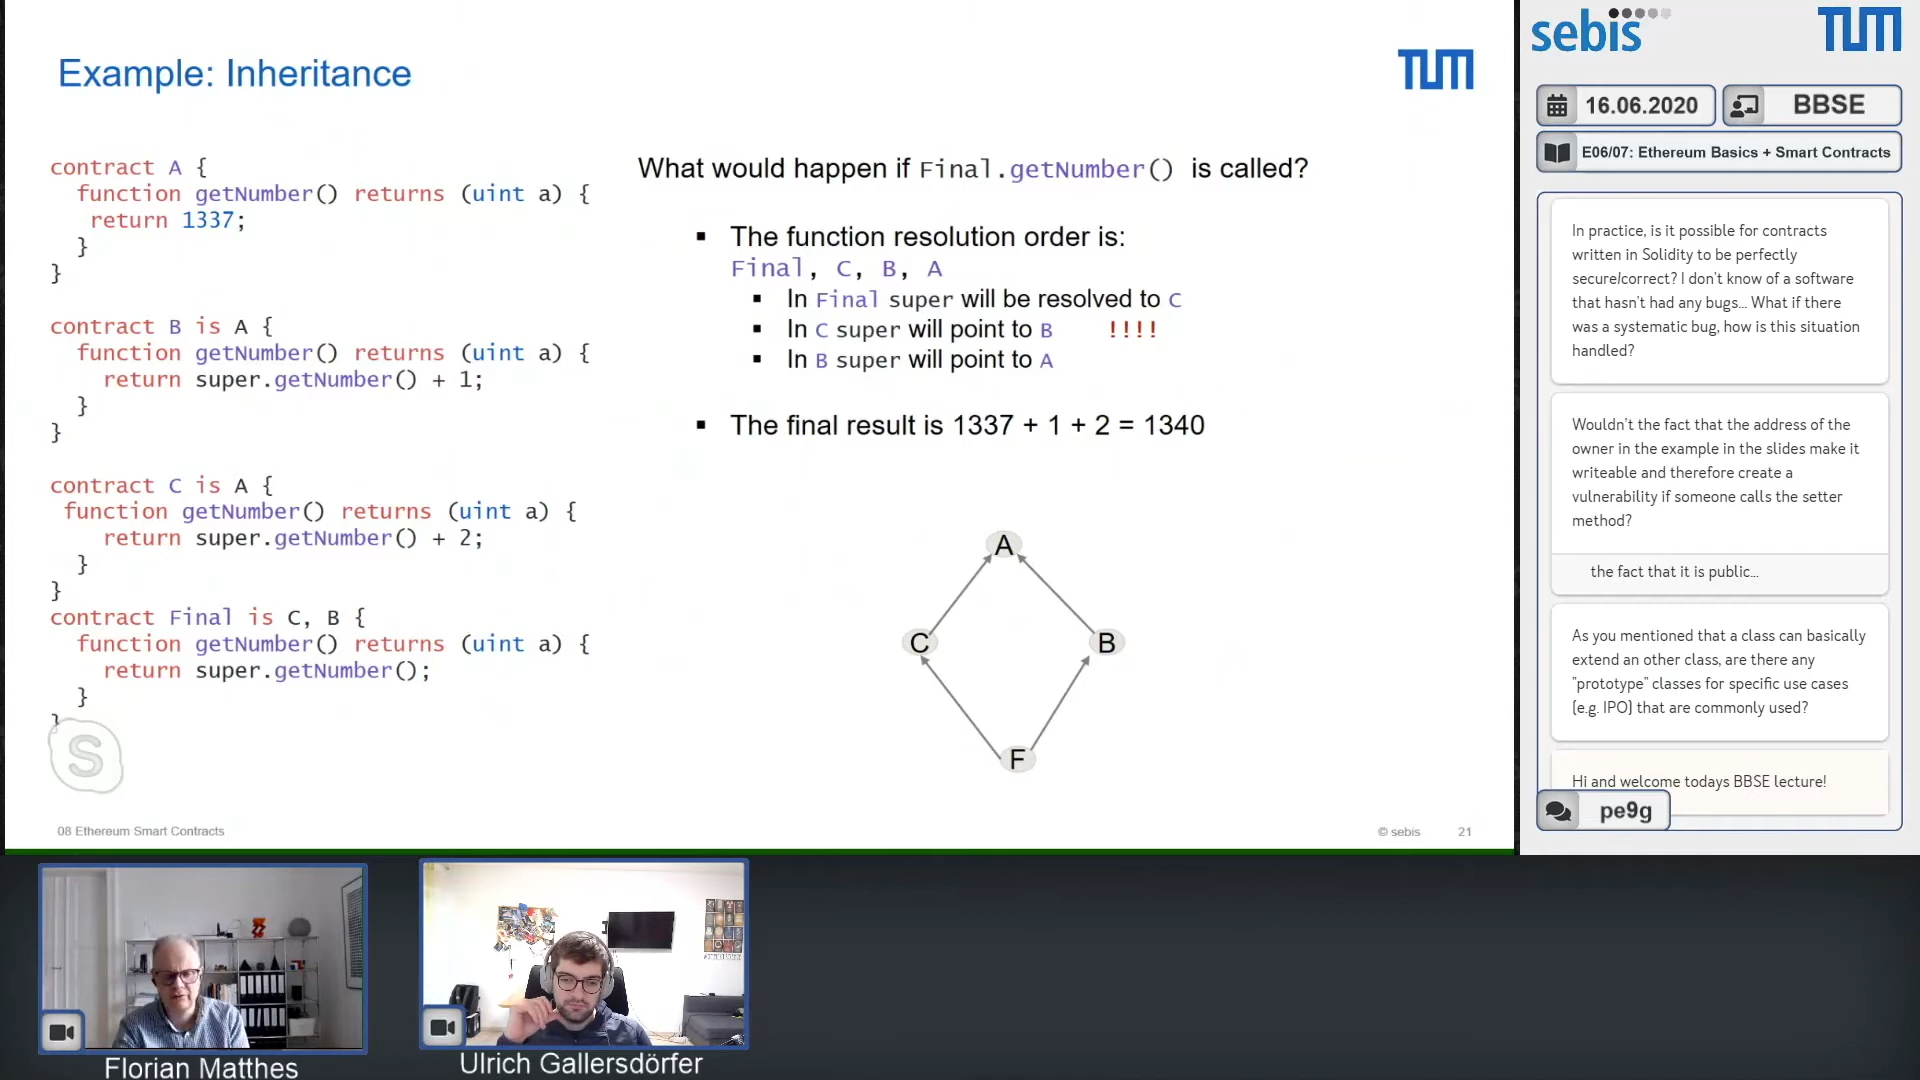 Example: Inheritance
TUM
contract A {
function getNumber() returns (uint a) {
return 1337;
}
}
contract B is A {
function getNumber() returns (uint a) {
return super.getNumber() + 1;
}
}
contract C is A {
function getNumber() returns (uint a) {
return super.getNumber() + 2;
}
}
contract Final is C, B {
function getNumber() returns (uint a) {
return super.getNumber();
}
}
S
What would happen if Final.getNumber() is called?
▪ The function resolution order is:
Final, C, B, A
▪ In Final super will be resolved to C
▪ In C super will point to B !!!!
▪ In B super will point to A
▪ The final result is 1337 + 1 + 2 = 1340
A
C
B
F
08 Ethereum Smart Contracts
© sebis
21
sebis
TUM
16.06.2020
BBSE
E06/07: Ethereum Basics + Smart Contracts
In practice, is it possible for contracts
written in Solidity to be perfectly
secure/correct? I don't know of a software
that hasn't had any bugs... What if there
was a systematic bug, how is this situation
handled?
Wouldn't the fact that the address of the
owner in the example in the slides make it
writeable and therefore create a
vulnerability if someone calls the setter
method?
the fact that it is public...
As you mentioned that a class can basically
extend an other class, are there any
"prototype" classes for specific use cases
(e.g. IPO) that are commonly used?
Hi and welcome todays BBSE lecture!
pe9g
Florian Matthes
Ulrich Gallersdörfer